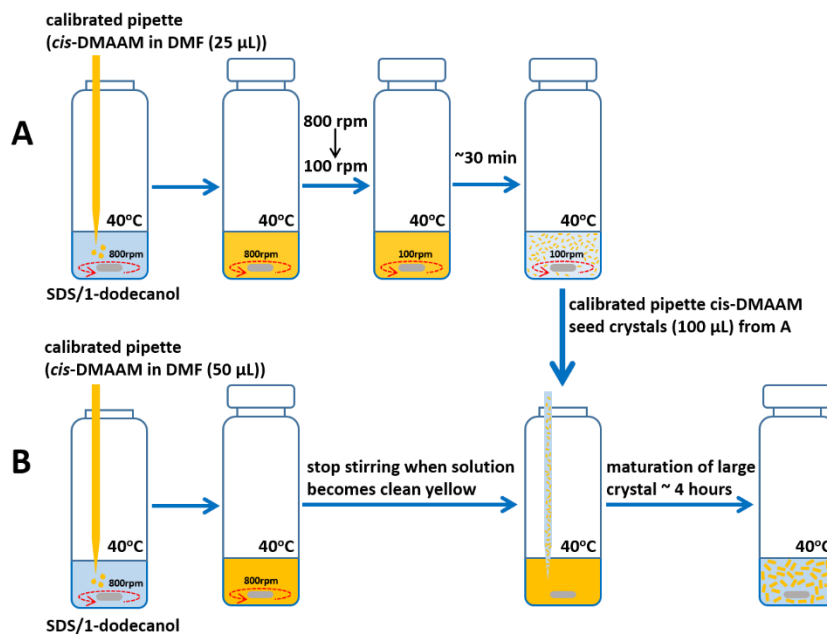 calibrated pipette
(cis-DMAAM in DMF (25 µL))
A
800 rpm
100 rpm
~30 min
40°C
40°C
40°C
40°C
800rpm
800rpm
100rpm
100rpm
SDS/1-dodecanol
calibrated pipette cis-DMAAM
seed crystals (100 µL) from A
calibrated pipette
(cis-DMAAM in DMF (50 µL))
B
stop stirring when solution
becomes clean yellow
maturation of large
crystal ~ 4 hours
40°C
40°C
40°C
40°C
800rpm
800rpm
SDS/1-dodecanol